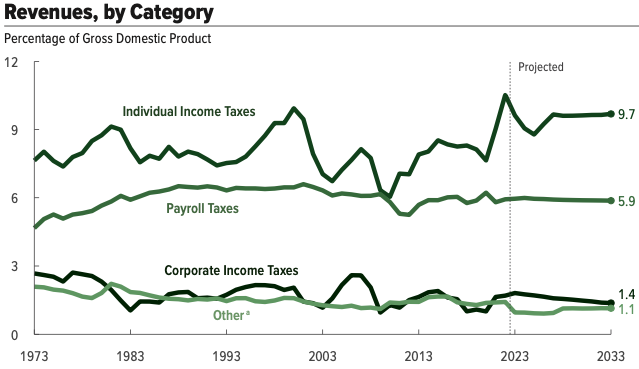 Revenues, by Category
Percentage of Gross Domestic Product
12
Projected
Individual Income Taxes
9.7
9
6
5.9
Payroll Taxes
3
Corporate Income Taxes
1.4
Other a
1.1
0
1973 1983 1993 2003 2013 2023 2033